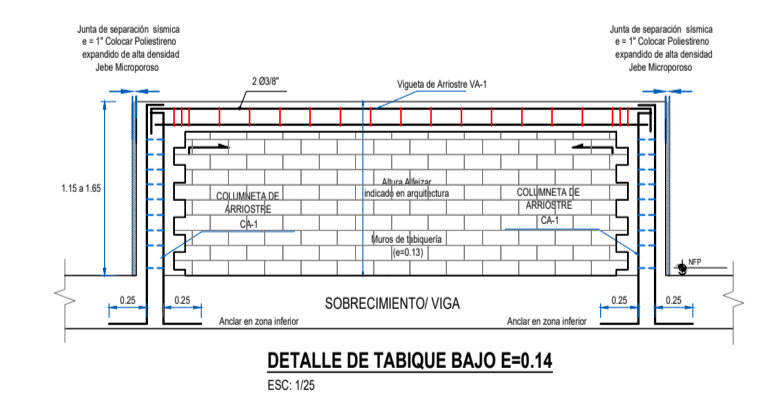 Junta de separación sísmica
e = 1" Colocar Poliestireno
expandido de alta densidad
Jebe Microporoso
Junta de separación sísmica
e = 1" Colocar Poliestireno
expandido de alta densidad
Jebe Microporoso
2 Ø3/8"
Vigueta de Arriostre VA-1
1.15 a 1.65
Altura Alfeizar
indicado en arquitectura
COLUMNETA DE
ARRIOSTRE
CA-1
COLUMNETA DE
ARRIOSTRE
CA-1
Muros de tabiquería
(e=0.13)
NFP
0.25
0.25
SOBRECIMIENTO/ VIGA
0.25
0.25
Anclar en zona inferior
Anclar en zona inferior
DETALLE DE TABIQUE BAJO E=0.14
ESC: 1/25